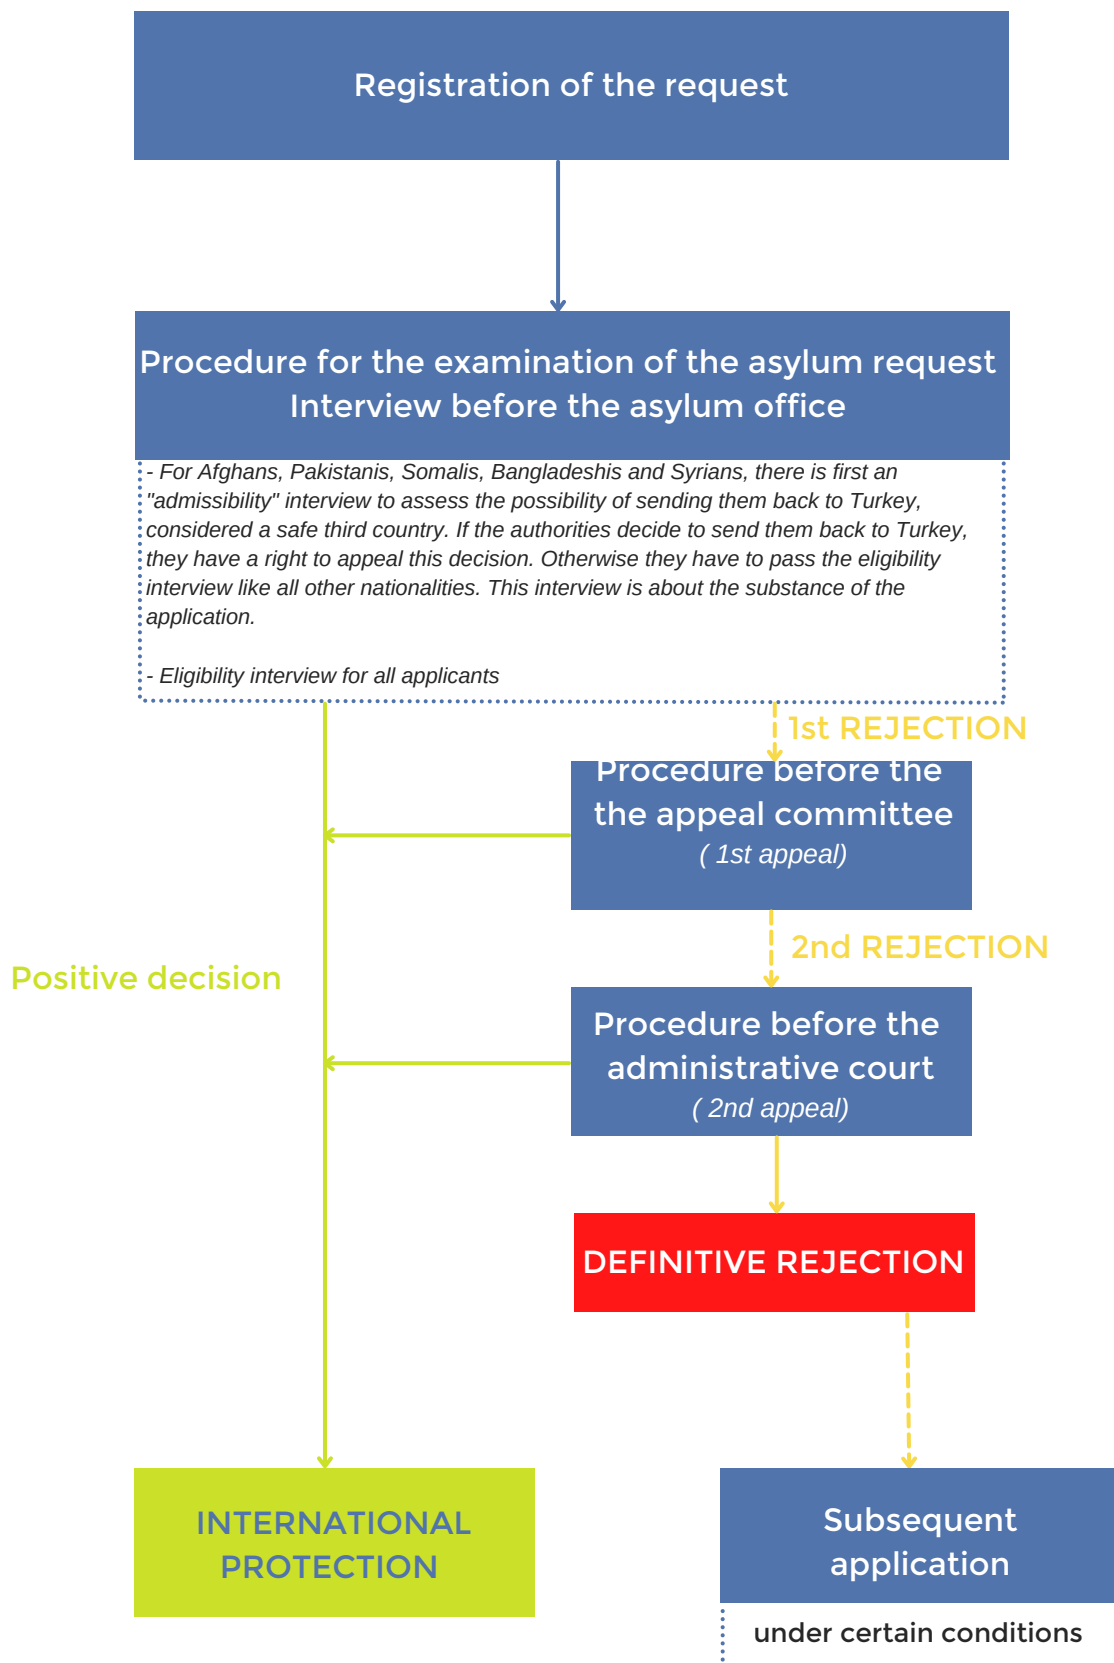 Registration of the request
Procedure for the examination of the asylum request
Interview before the asylum office
- For Afghans, Pakistanis, Somalis, Bangladeshis and Syrians, there is first an
"admissibility" interview to assess the possibility of sending them back to Turkey,
considered a safe third country. If the authorities decide to send them back to Turkey,
they have a right to appeal this decision. Otherwise they have to pass the eligibility
interview like all other nationalities. This interview is about the substance of the
application.
- Eligibility interview for all applicants
1st REJECTION
Procedure before the
the appeal committee
( 1st appeal)
2nd REJECTION
Positive decision
Procedure before the
administrative court
( 2nd appeal)
DEFINITIVE REJECTION
INTERNATIONAL
PROTECTION
Subsequent
application
under certain conditions